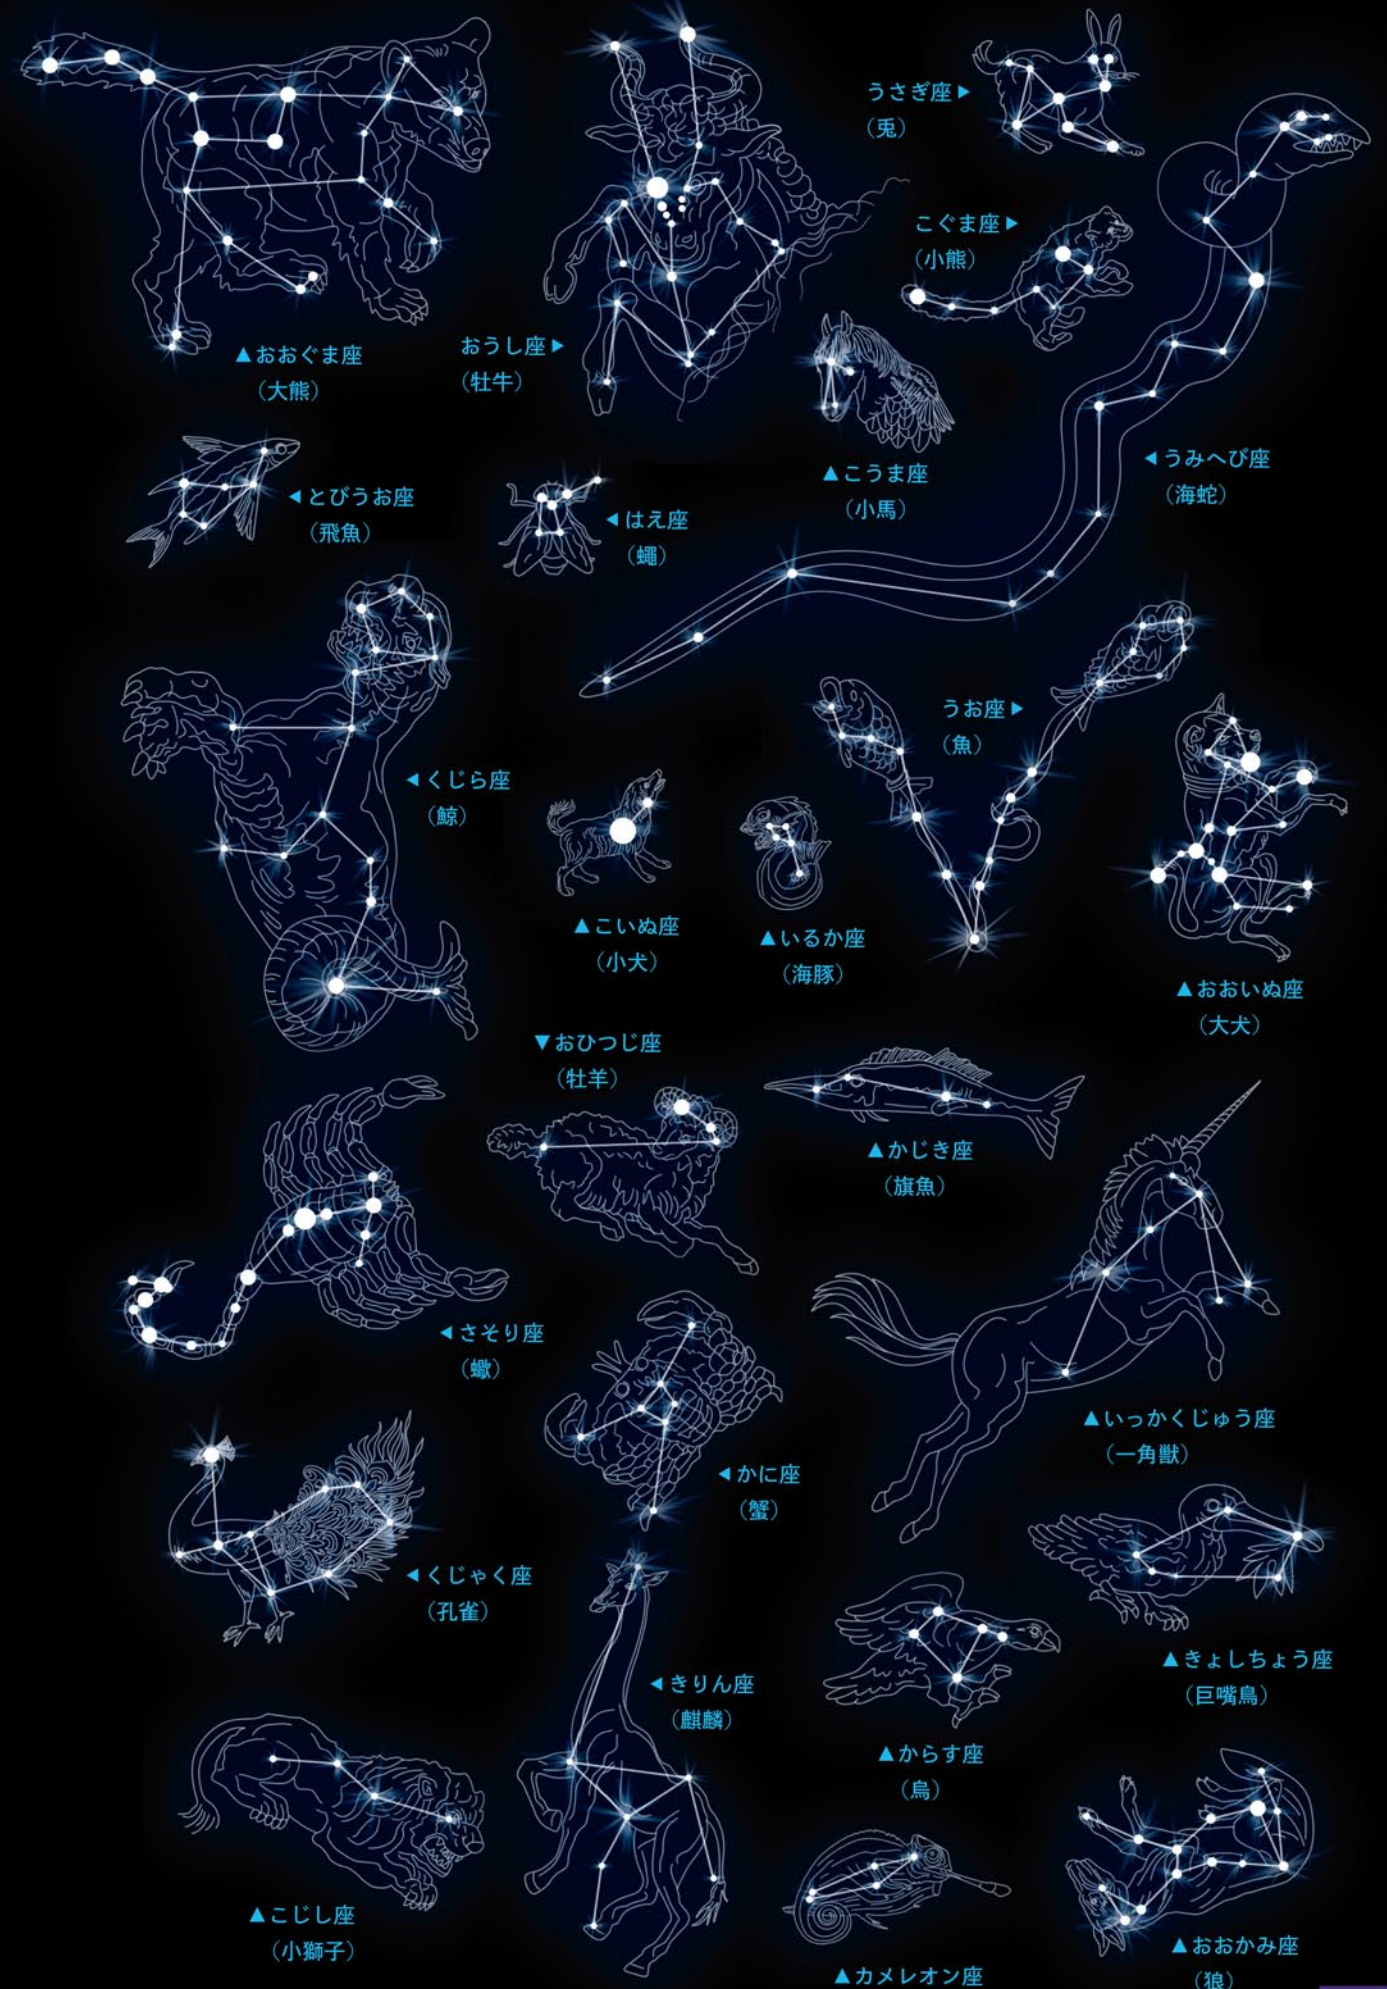 うさぎ座▶
（兎）
こぐま座▶
（小熊）
▲おおぐま座
（大熊）
おうし座▶
（牡牛）
◀うみへび座
（海蛇）
▲こうま座
（小馬）
◀とびうお座
（飛魚）
◀はえ座
（蠅）
うお座▶
（魚）
◀くじら座
（鯨）
▲こいぬ座
（小犬）
▲いるか座
（海豚）
▲おおいぬ座
（大犬）
▼おひつじ座
（牡羊）
▲かじき座
（旗魚）
◀さそり座
（蠍）
▲いっかくじゅう座
（一角獣）
◀かに座
（蟹）
◀くじゃく座
（孔雀）
▲きょしちょう座
（巨嘴鳥）
◀きりん座
（麒麟）
▲からす座
（烏）
▲こじし座
（小獅子）
▲おおかみ座
（狼）
▲カメレオン座